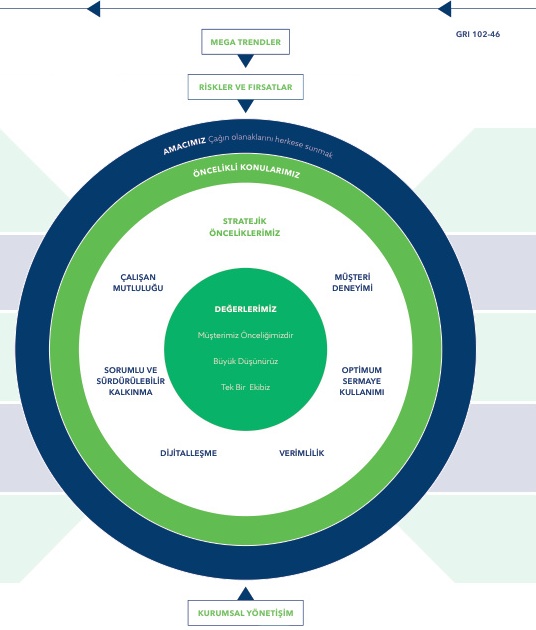 GRI 102-46
MEGA TRENDLER
RİSKLER VE FIRSATLAR
AMACIMIZ Çağın olanaklarını herkese sunmak
ÖNCELİKLİ KONULARIMIZ
STRATEJİK
ÖNCELİKLERİMİZ
ÇALIŞAN
MUTLULUĞU
MÜŞTERİ
DENEYİMİ
DEĞERLERİMİZ
Müşterimiz Önceliğimizdir
Büyük Düşünürüz
Tek Bir Ekibiz
SORUMLU VE
SÜRDÜRÜLEBİLİR
KALKINMA
OPTIMUM
SERMAYE
KULLANIMI
DİJİTALLEŞME
VERİMLİLİK
KURUMSAL YÖNETİŞİM